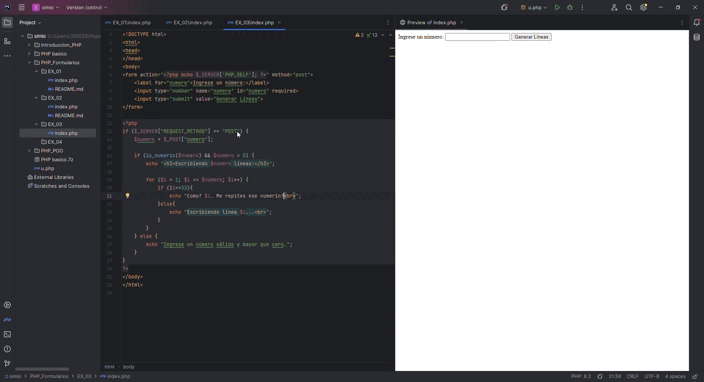 simio
Version control
u.php
Project
EX_01\index.php
EX_02\index.php
EX_03\index.php
Preview of index.php
simio
Introduccion_PHP
PHP basico
PHP_Formularios
EX_01
index.php
README.md
EX_02
index.php
README.md
EX_03
index.php
EX_04
PHP_POO
PHP basico.7z
u.php
External Libraries
Scratches and Consoles
2 13
<!DOCTYPE html>
<html>
<head>
</head>
<body>
<form action="<?php echo $_SERVER['PHP_SELF']; ?>" method="post">
<label for="numero">Ingrese un número:</label>
<input type="number" name="numero" id="numero" required>
<input type="submit" value="Generar Líneas">
</form>
<?php
if ($_SERVER["REQUEST_METHOD"] == "POST") {
$numero = $_POST["numero"];
if (is_numeric($numero) && $numero > 0) {
echo "<h3>Escribiendo $numero líneas:</h3>";
for ($i = 1; $i <= $numero; $i++) {
if ($i==33){
echo "Como? $i. Me repites ese numerin?<br>";
}else{
echo "Escribiendo línea $i...<br>";
}
}
} else {
echo "Ingrese un número válido y mayor que cero.";
}
}
?>
</body>
</html>
html
body
Ingrese un número:
Generar Líneas
simio
PHP_Formularios
EX_03
index.php
PHP: 8.2
21:58
CRLF
UTF-8
4 spaces